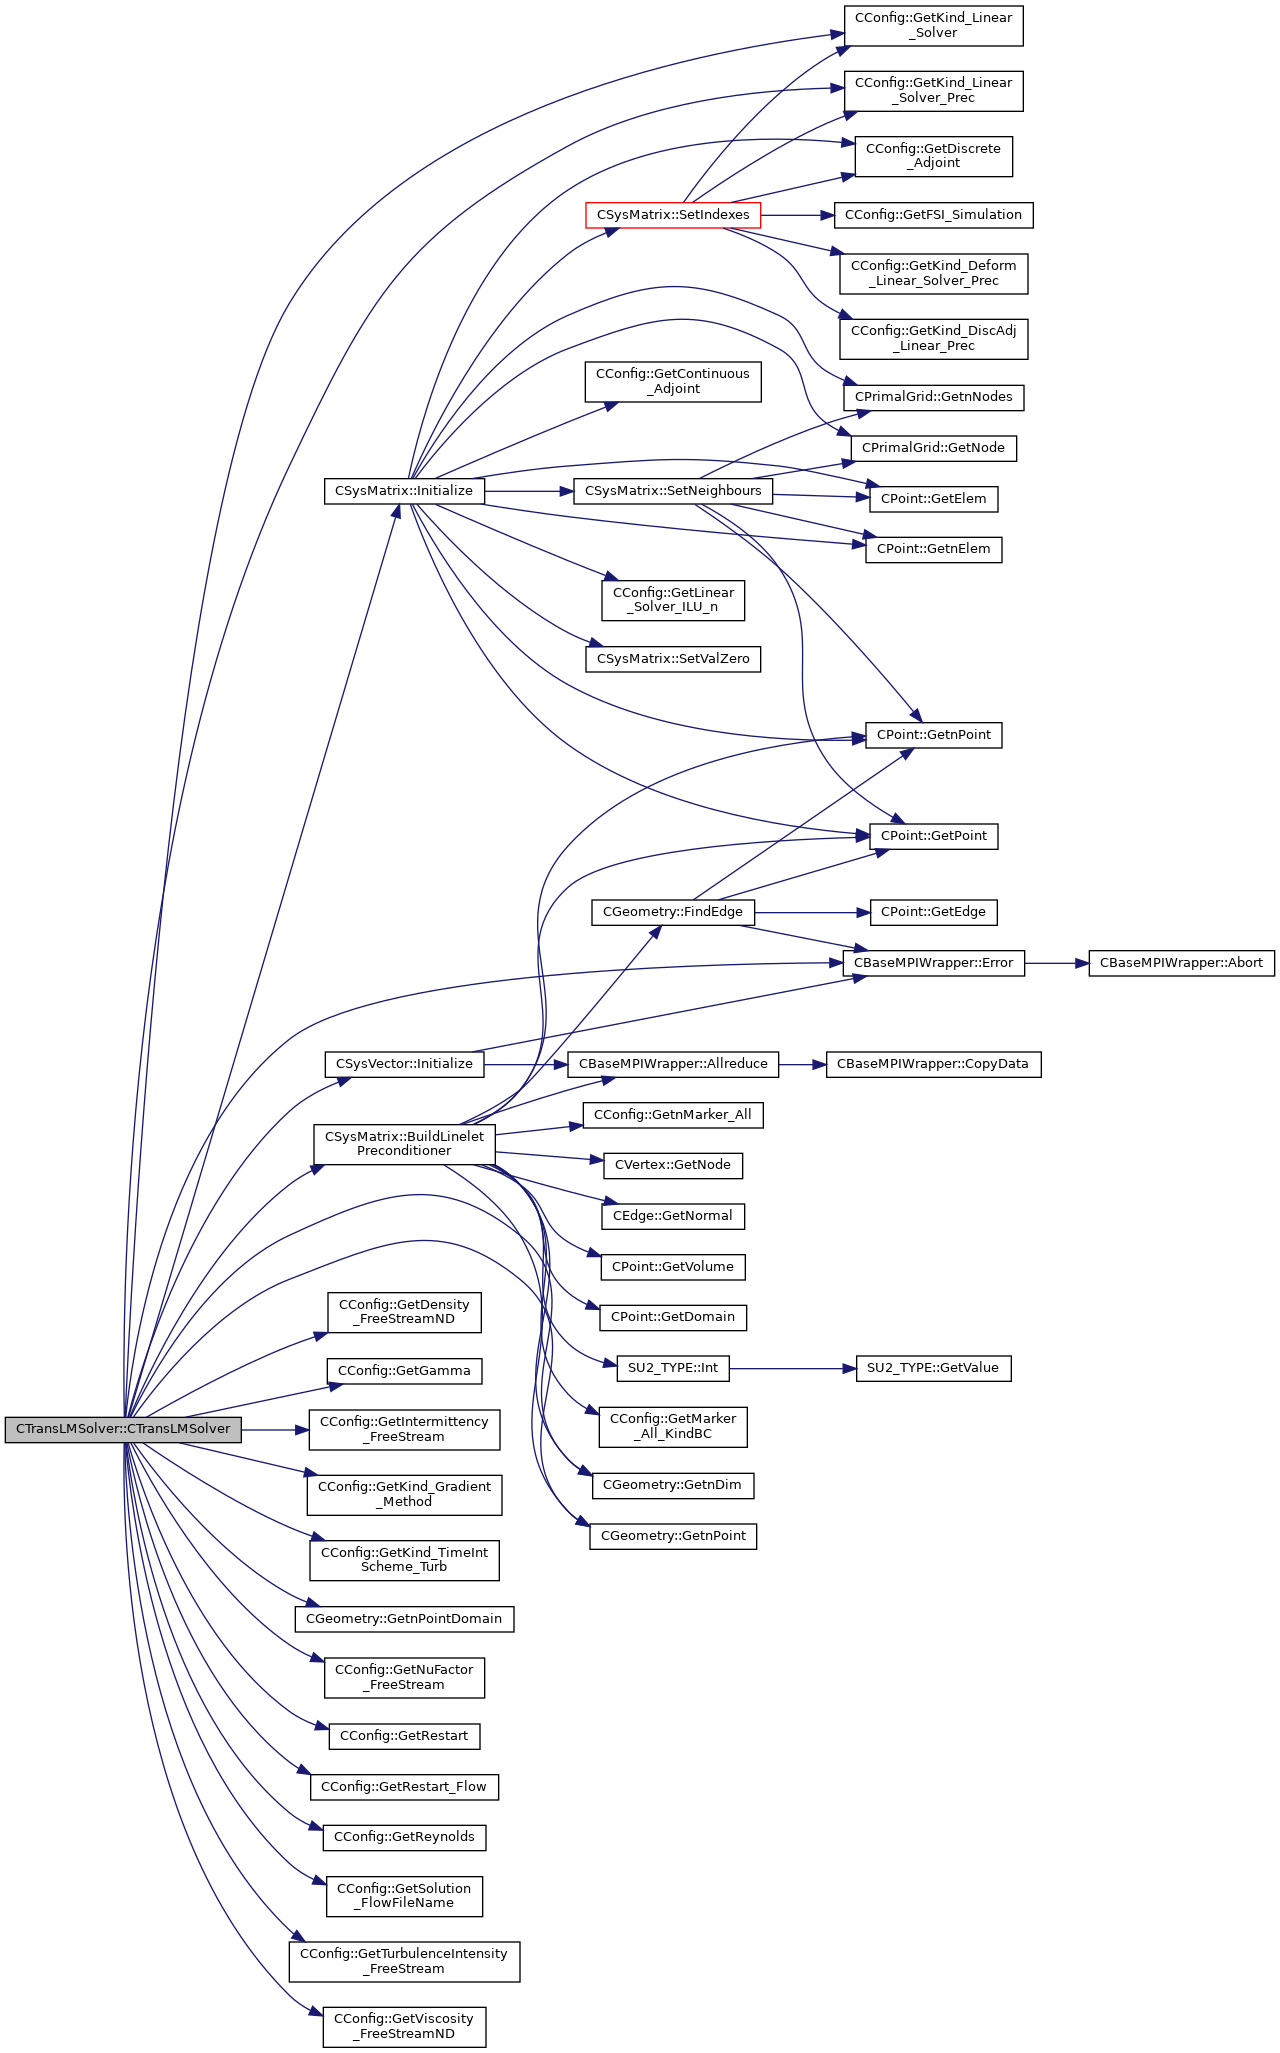 CConfig::GetKind_Linear
_Solver
CConfig::GetKind_Linear
_Solver_Prec
CConfig::GetDiscrete
_Adjoint
CSysMatrix::SetIndexes
CConfig::GetFSI_Simulation
CConfig::GetKind_Deform
_Linear_Solver_Prec
CConfig::GetKind_DiscAdj
_Linear_Prec
CConfig::GetContinuous
_Adjoint
CPrimalGrid::GetnNodes
CPrimalGrid::GetNode
CSysMatrix::Initialize
CSysMatrix::SetNeighbours
CPoint::GetElem
CPoint::GetnElem
CConfig::GetLinear
_Solver_ILU_n
CSysMatrix::SetValZero
CPoint::GetnPoint
CPoint::GetPoint
CGeometry::FindEdge
CPoint::GetEdge
CBaseMPIWrapper::Error
CBaseMPIWrapper::Abort
CSysVector::Initialize
CBaseMPIWrapper::Allreduce
CBaseMPIWrapper::CopyData
CConfig::GetnMarker_All
CSysMatrix::BuildLinelet
Preconditioner
CVertex::GetNode
CEdge::GetNormal
CPoint::GetVolume
CConfig::GetDensity
_FreeStreamND
CPoint::GetDomain
CConfig::GetGamma
SU2_TYPE::Int
SU2_TYPE::GetValue
CTransLMSolver::CTransLMSolver
CConfig::GetIntermittency
_FreeStream
CConfig::GetMarker
_All_KindBC
CConfig::GetKind_Gradient
_Method
CGeometry::GetnDim
CGeometry::GetnPoint
CConfig::GetKind_TimeInt
Scheme_Turb
CGeometry::GetnPointDomain
CConfig::GetNuFactor
_FreeStream
CConfig::GetRestart
CConfig::GetRestart_Flow
CConfig::GetReynolds
CConfig::GetSolution
_FlowFileName
CConfig::GetTurbulenceIntensity
_FreeStream
CConfig::GetViscosity
_FreeStreamND